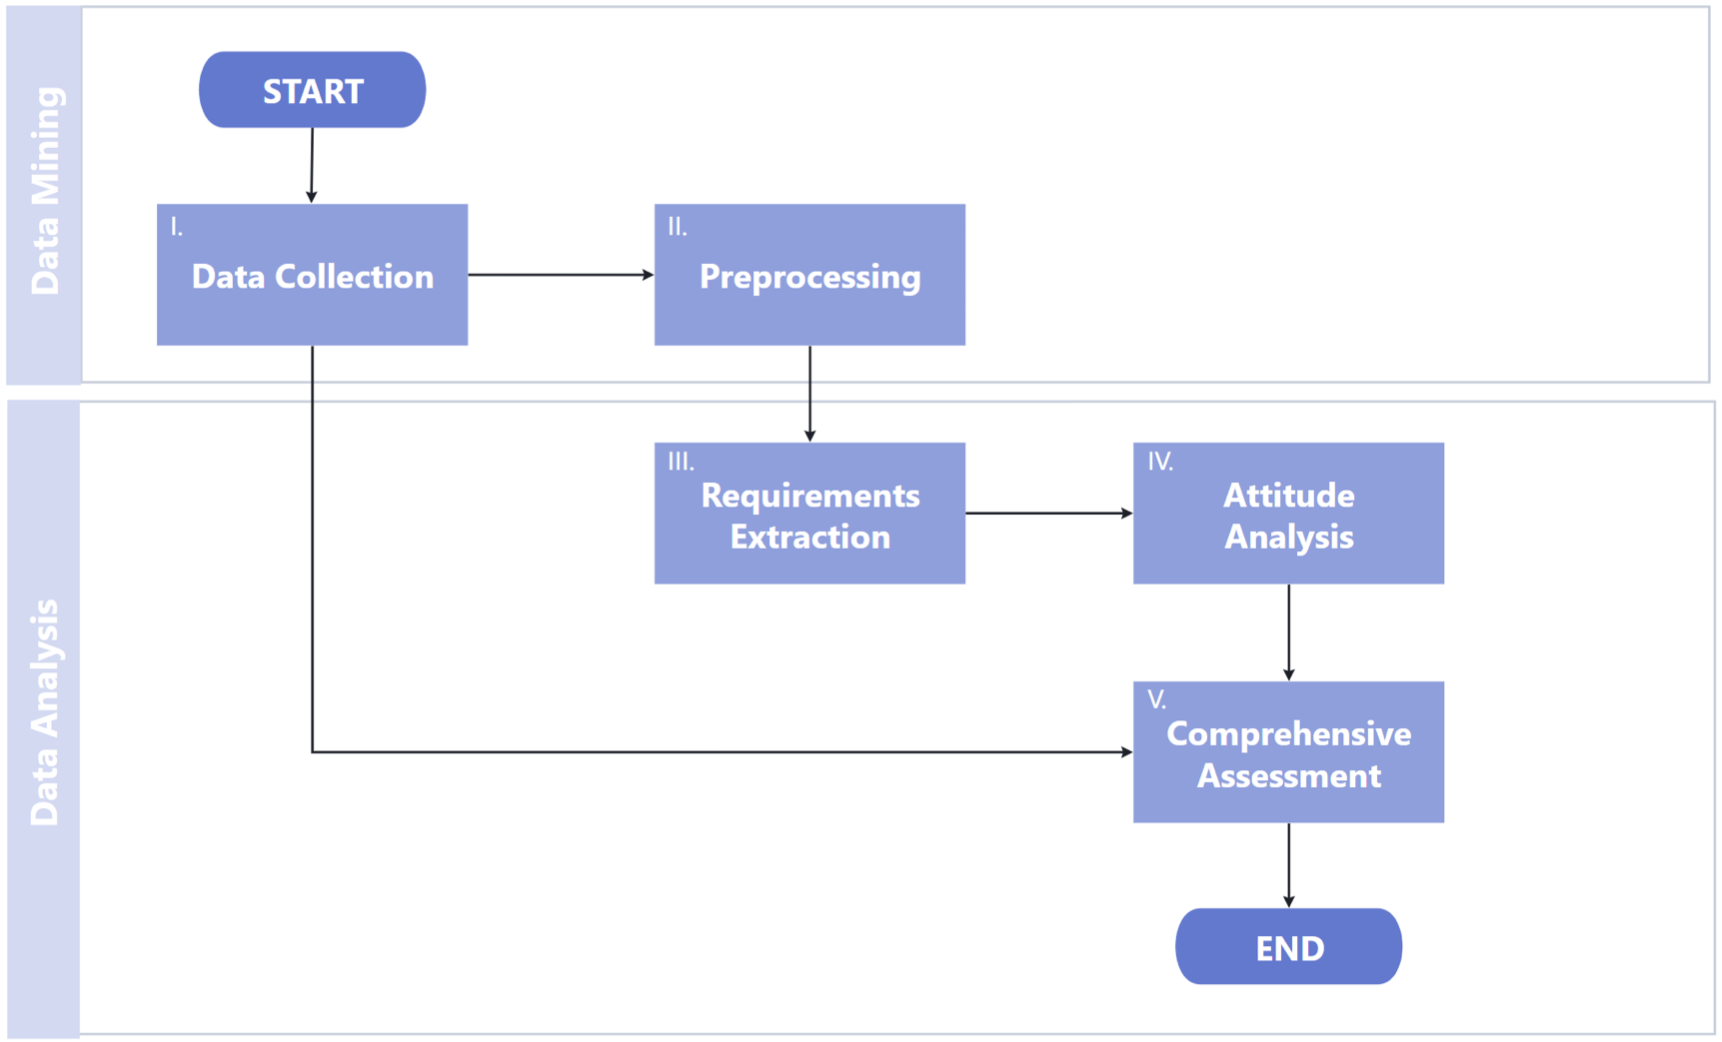 Data Mining
START
I.
Data Collection
II.
Preprocessing
Data Analysis
III.
Requirements
Extraction
IV.
Attitude
Analysis
V.
Comprehensive
Assessment
END